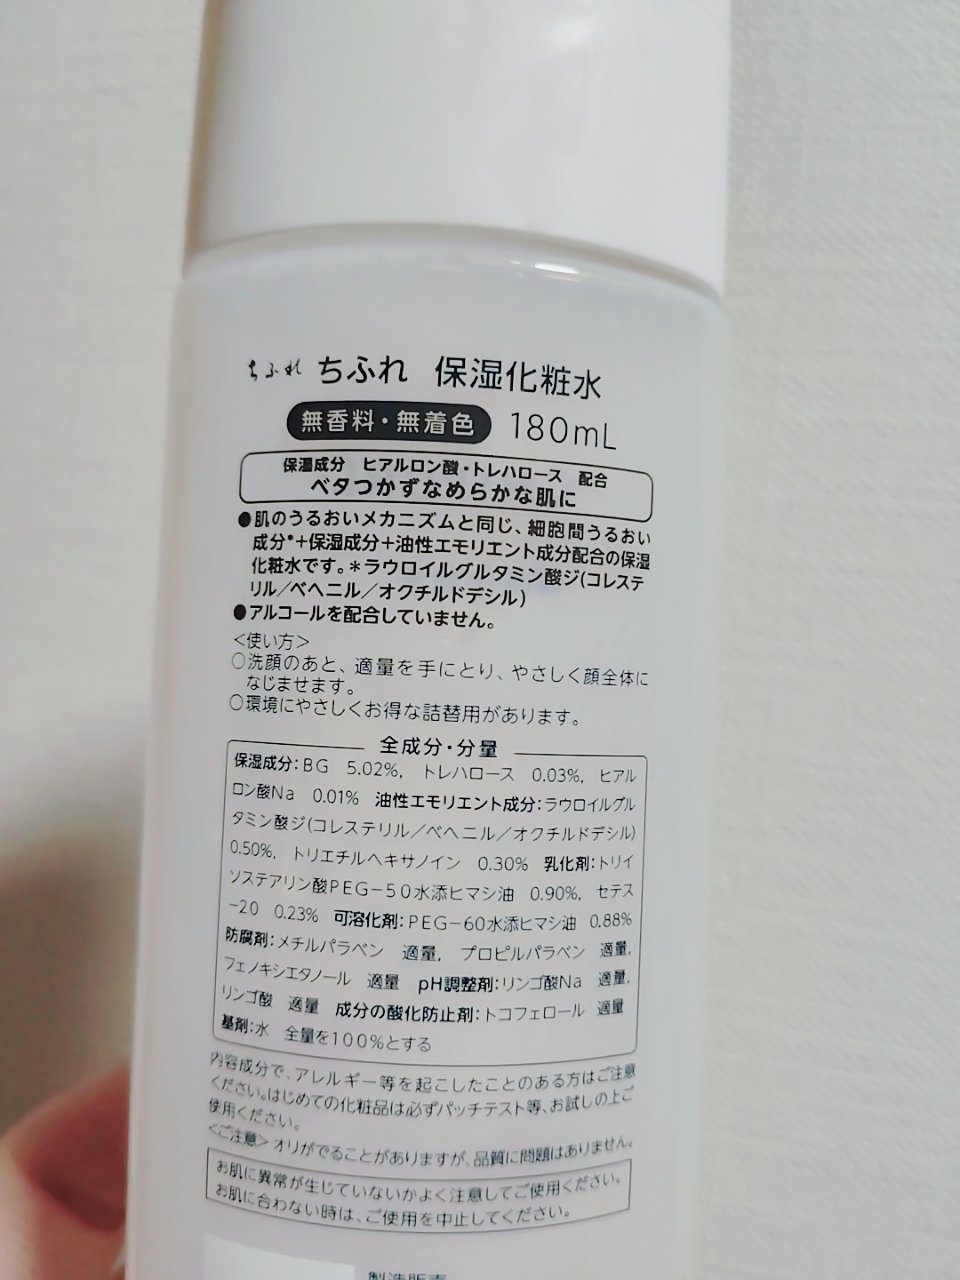 ちふれ ちふれ 保湿化粧水
無香料・無着色 180mL
保湿成分 ヒアルロン酸・トレハロース 配合
ベタつかずなめらかな肌に
●肌のうるおいメカニズムと同じ、細胞間うるおい
成分*+保湿成分+油性エモリエント成分配合の保湿
化粧水です。*ラウロイルグルタミン酸ジ(コレステ
リル/ベヘニル/オクチルドデシル)
●アルコールを配合していません。
<使い方>
○洗顔のあと、適量を手にとり、やさしく顔全体に
なじませます。
○環境にやさしくお得な詰替用があります。
全成分・分量
保湿成分:BG 5.02%, トレハロース 0.03%, ヒアル
ロン酸Na 0.01% 油性エモリエント成分:ラウロイルグル
タミン酸ジ(コレステリル/ベヘニル/オクチルドデシル)
0.50%, トリエチルヘキサノイン 0.30% 乳化剤:トリイ
ソステアリン酸PEG-50水添ヒマシ油 0.90%, セテス
-20 0.23% 可溶化剤:PEG-60水添ヒマシ油 0.88%
防腐剤:メチルパラベン 適量, プロピルパラベン 適量,
フェノキシエタノール 適量 pH調整剤:リンゴ酸Na 適量,
リンゴ酸 適量 成分の酸化防止剤:トコフェロール 適量
基剤:水 全量を100%とする
内容成分で、アレルギー等を起こしたことのある方はご注意
ください。はじめての化粧品は必ずパッチテスト等、お試しの上ご
使用ください。
<ご注意> オリがでることがありますが、品質に問題はありません。
お肌に異常が生じていないかよく注意してご使用ください。
お肌に合わない時は、ご使用を中止してください。
製造販売